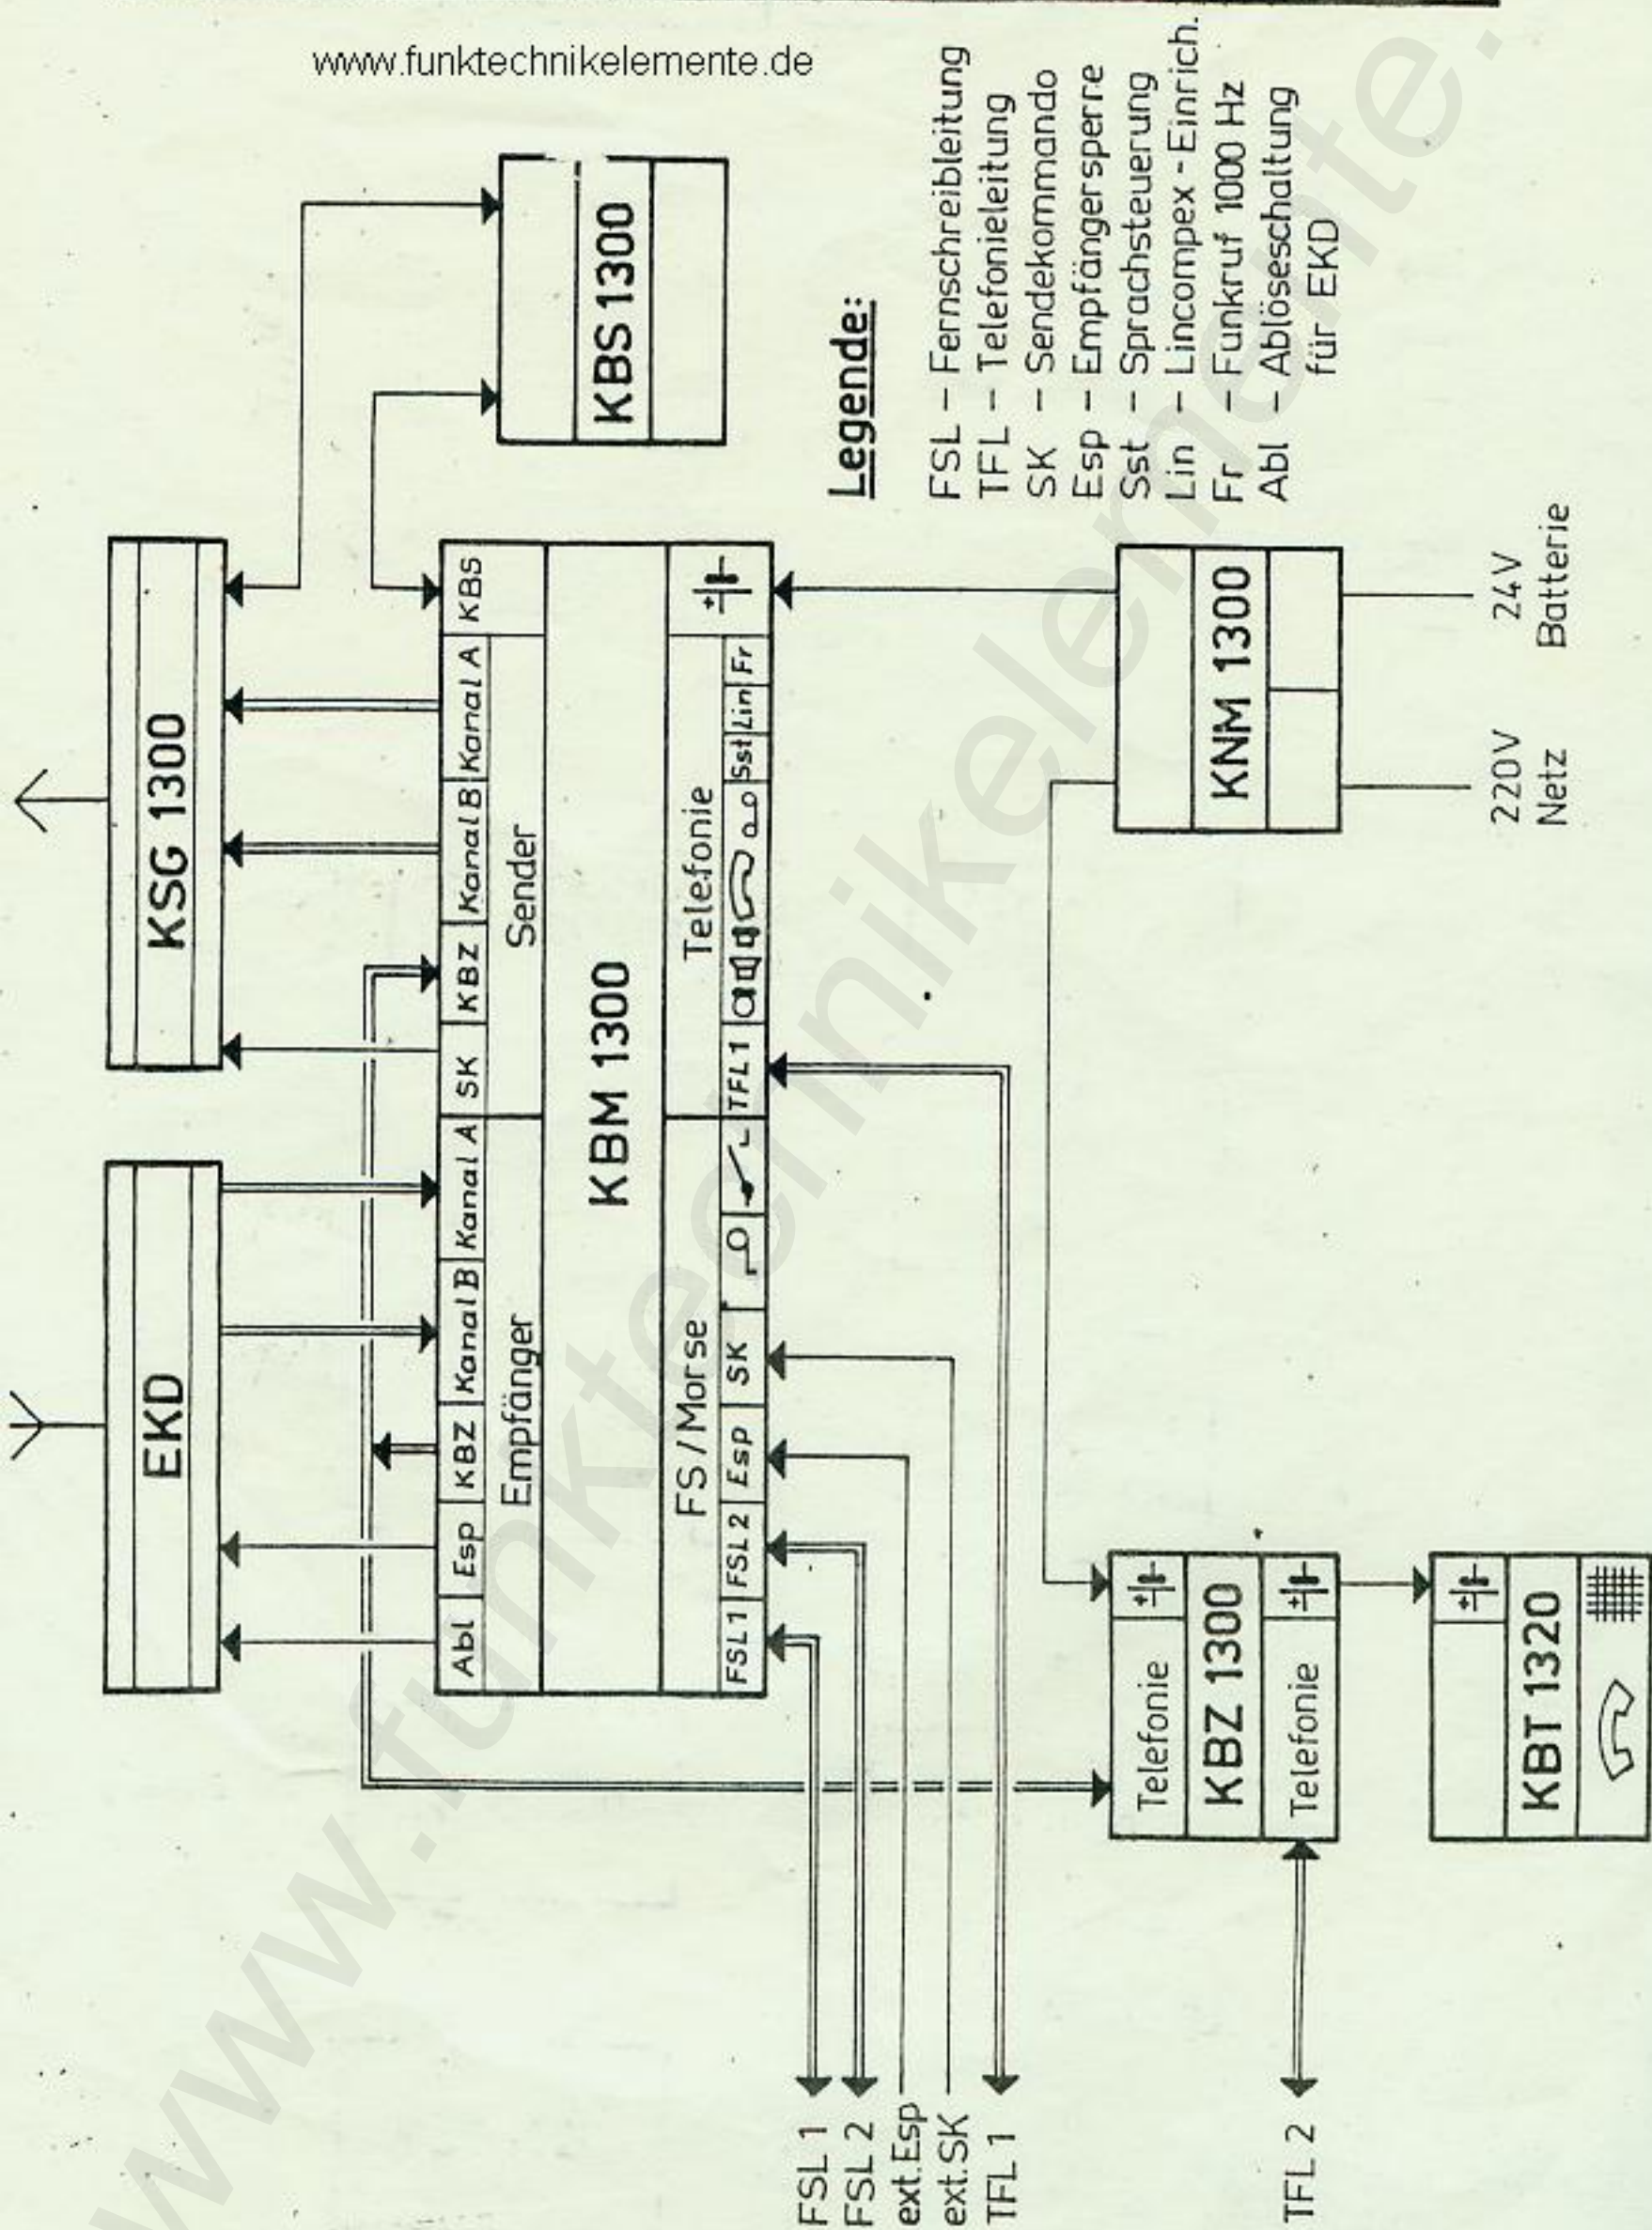 www.funktechnikelemente.de
EKD
KSG 1300
KBS 1300
Abl
Esp
KBZ
Kanal B
Kanal A
SK
KBZ
Kanal B
Kanal A
KBS
Empfänger
Sender
KBM 1300
FS/Morse
Telefonie
FSL 1
FSL 2
Esp
SK
TFL 1
Sst
Lin
Fr
Legende:
FSL – Fernschreibleitung
TFL – Telefonieleitung
SK – Sendekommando
Esp – Empfängersperre
Sst – Sprachsteuerung
Lin – Lincompex-Einrich.
Fr – Funkruf 1000 Hz
Abl – Ablöseschaltung
für EKD
FSL 1
FSL 2
ext.Esp
ext.SK
TFL 1
TFL 2
Telefonie
KBZ 1300
Telefonie
KBT 1320
KNM 1300
220V
Netz
24V
Batterie
www.funktechnikelemente.